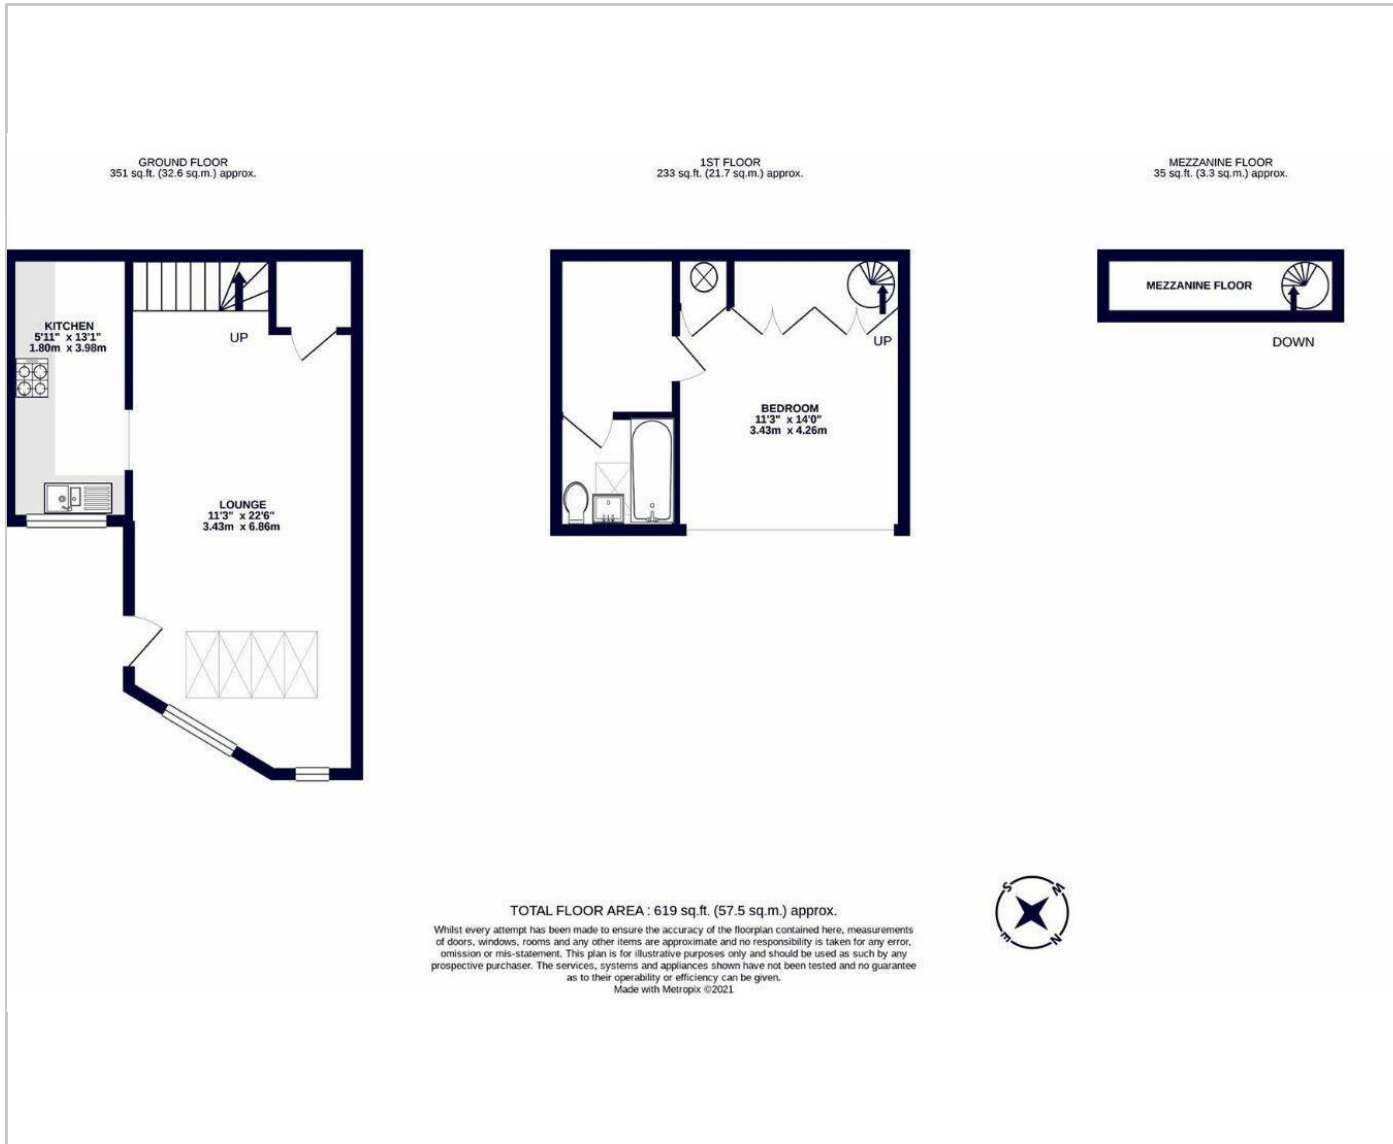 GROUND FLOOR
351 sq.ft. (32.6 sq.m.) approx.
1ST FLOOR
233 sq.ft. (21.7 sq.m.) approx.
MEZZANINE FLOOR
35 sq.ft. (3.3 sq.m.) approx.
KITCHEN
5'11" x 13'1"
1.80m x 3.98m
UP
LOUNGE
11'3" x 22'6"
3.43m x 6.86m
UP
BEDROOM
11'3" x 14'0"
3.43m x 4.26m
MEZZANINE FLOOR
DOWN
S
W
E
N
TOTAL FLOOR AREA : 619 sq.ft. (57.5 sq.m.) approx.
Whilst every attempt has been made to ensure the accuracy of the floorplan contained here, measurements
of doors, windows, rooms and any other items are approximate and no responsibility is taken for any error,
omission or mis-statement. This plan is for illustrative purposes only and should be used as such by any
prospective purchaser. The services, systems and appliances shown have not been tested and no guarantee
as to their operability or efficiency can be given.
Made with Metropix ©2021